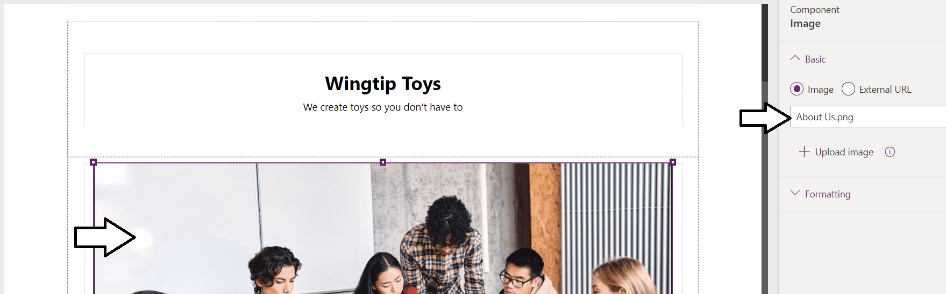 Wingtip Toys
We create toys so you don't have to
Component
Image
Basic
Image
External URL
About Us.png
Upload image
Formatting